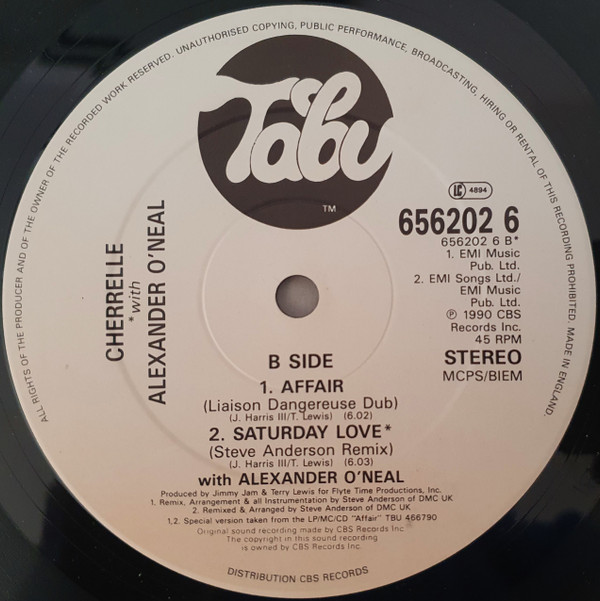 ALL RIGHTS OF THE PRODUCER AND OF THE OWNER OF THE RECORDED WORK RESERVED. UNAUTHORISED COPYING, PUBLIC PERFORMANCE, BROADCASTING, HIRING OR RENTAL OF THIS RECORDING PROHIBITED. MADE IN ENGLAND.
Tabu
TM
LC 4894
656202 6
656202 6 B*
1. EMI Music
Pub. Ltd.
2. EMI Songs Ltd./
EMI Music
Pub. Ltd.
℗ 1990 CBS
Records Inc.
45 RPM
STEREO
MCPS/BIEM
CHERRELLE
*with
ALEXANDER O'NEAL
B SIDE
1. AFFAIR
(Liaison Dangereuse Dub)
(J. Harris III/T. Lewis) (6.02)
2. SATURDAY LOVE*
(Steve Anderson Remix)
(J. Harris III/T. Lewis) (6.03)
with ALEXANDER O'NEAL
Produced by Jimmy Jam & Terry Lewis for Flyte Time Productions, Inc.
1. Remix, Arrangement & all Instrumentation by Steve Anderson of DMC UK
2. Remixed & Arranged by Steve Anderson of DMC UK
1,2. Special version taken from the LP/MC/CD "Affair" TBU 466790
Original sound recording made by CBS Records Inc.
The copyright in this sound recording
is owned by CBS Records Inc.
DISTRIBUTION CBS RECORDS